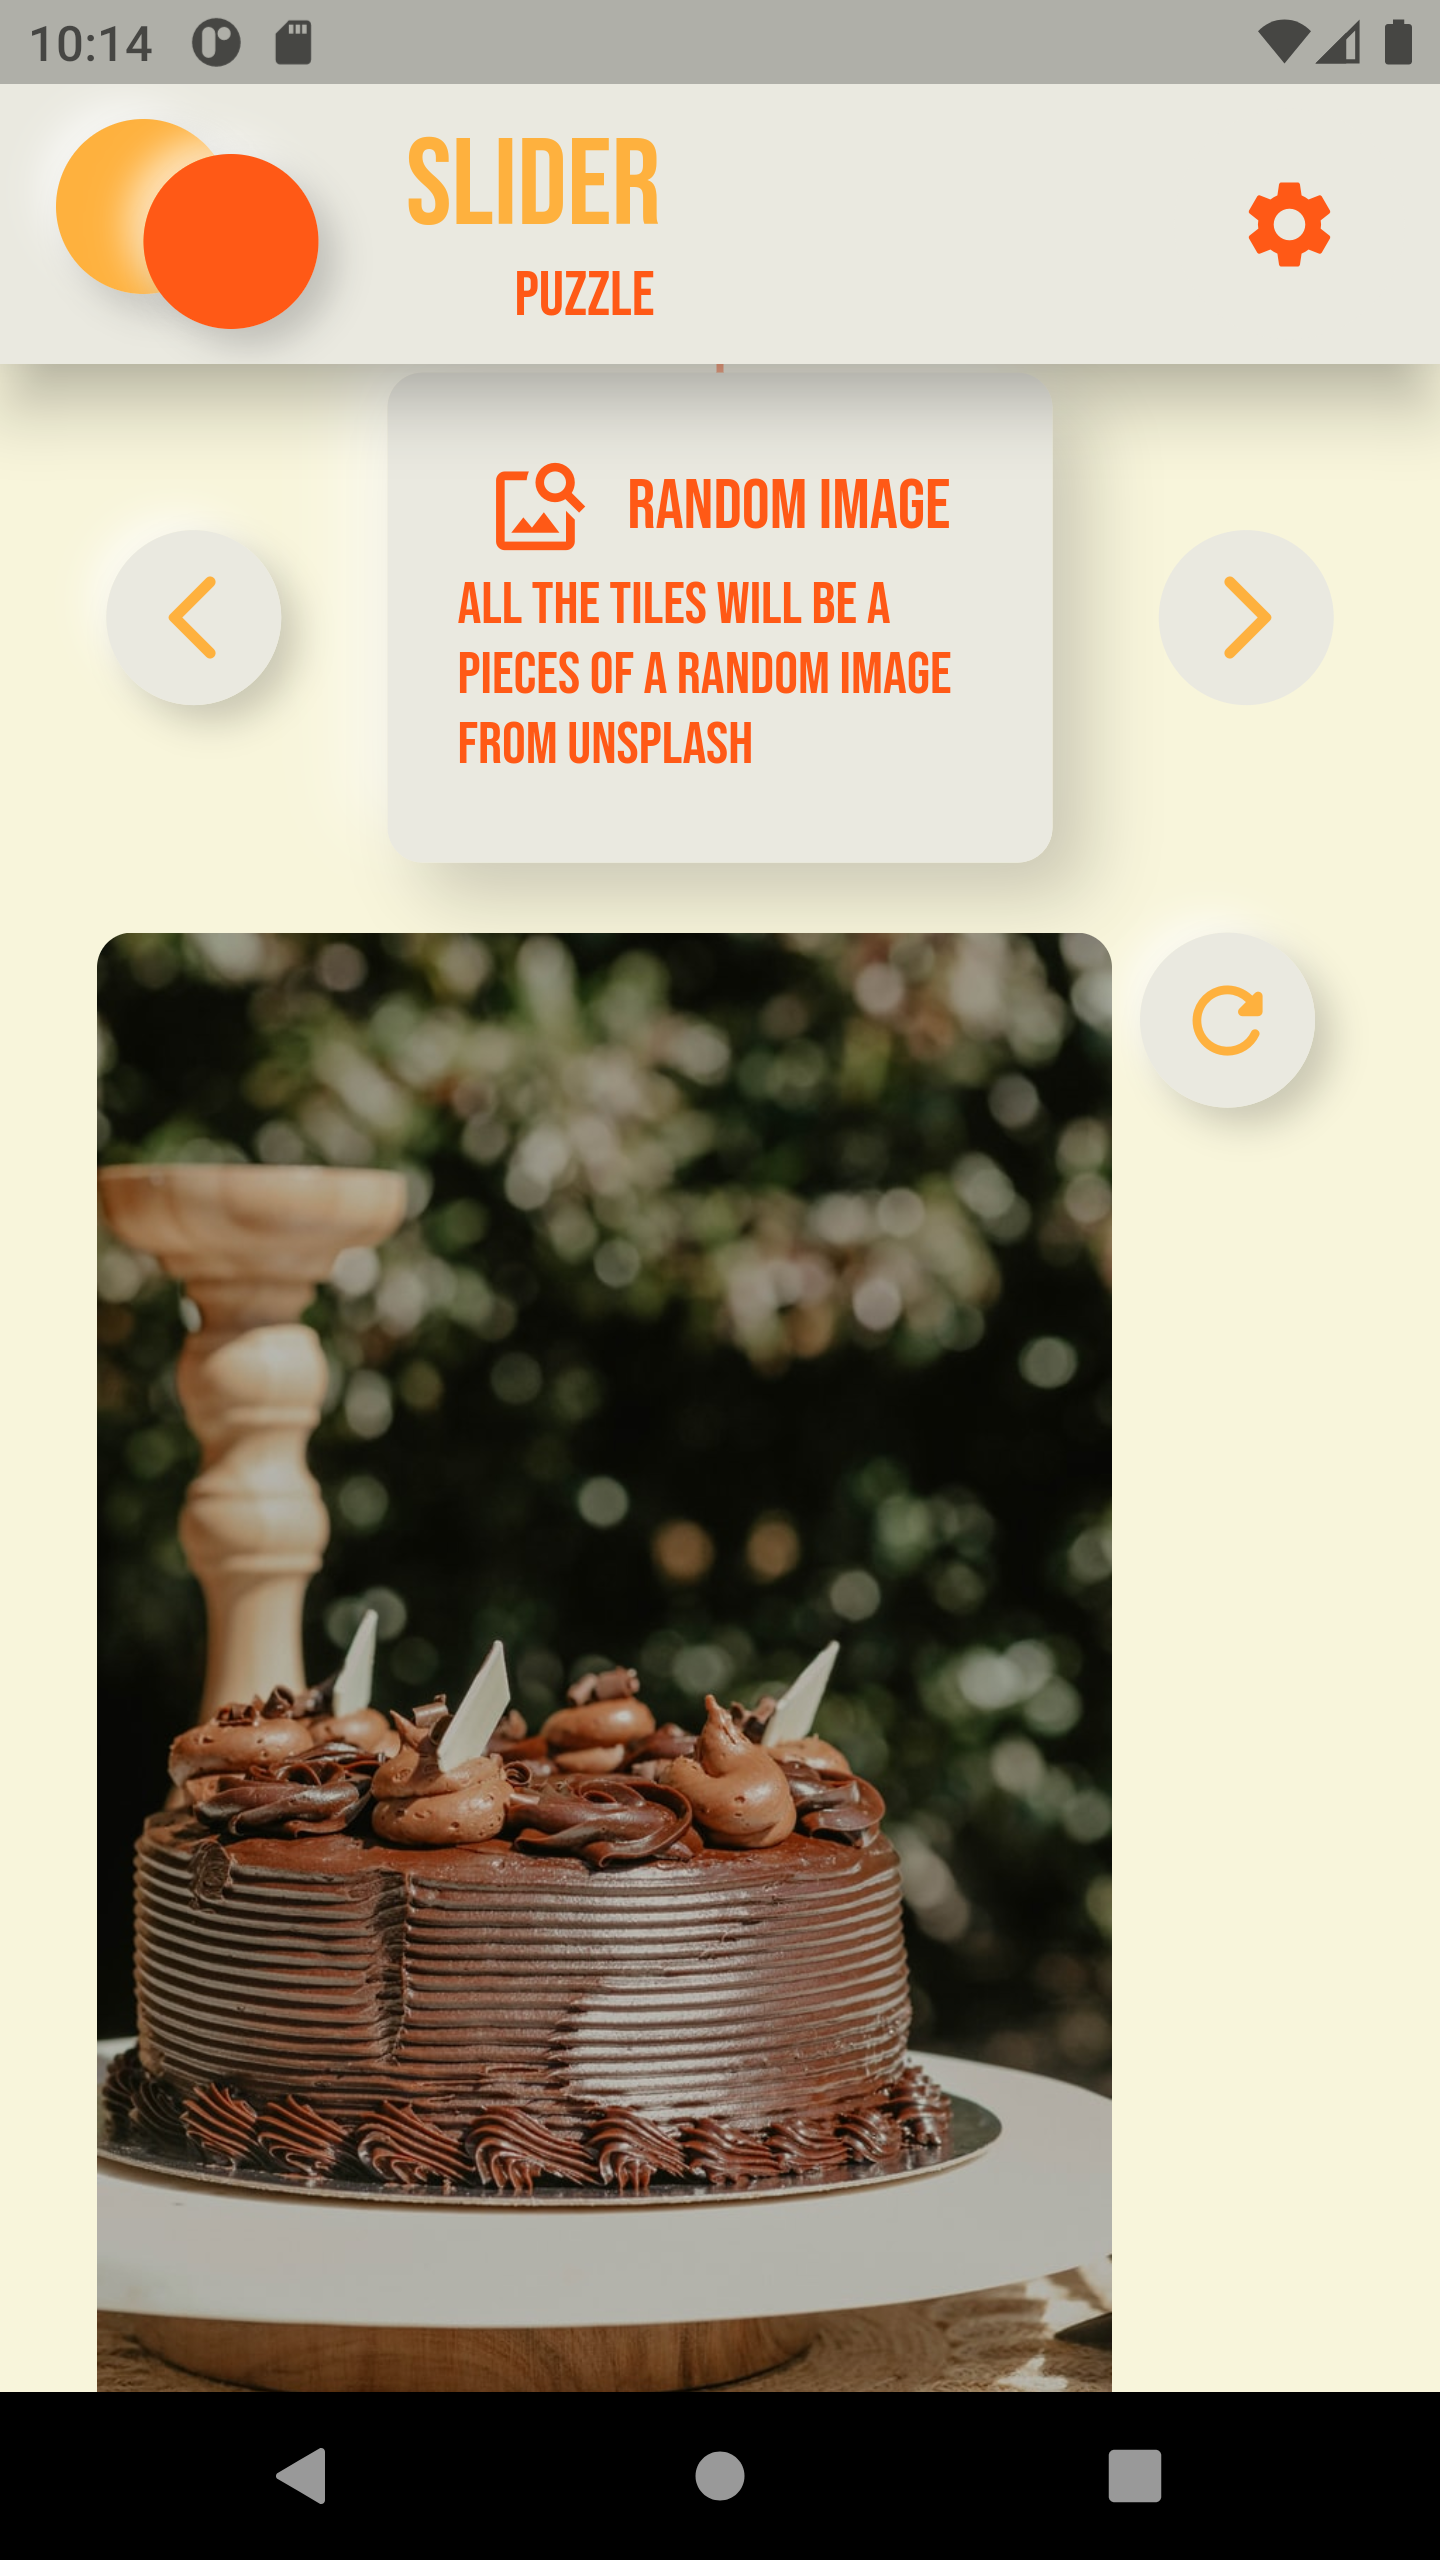 10:14
SLIDER
PUZZLE
RANDOM IMAGE
ALL THE TILES WILL BE A
PIECES OF A RANDOM IMAGE
FROM UNSPLASH